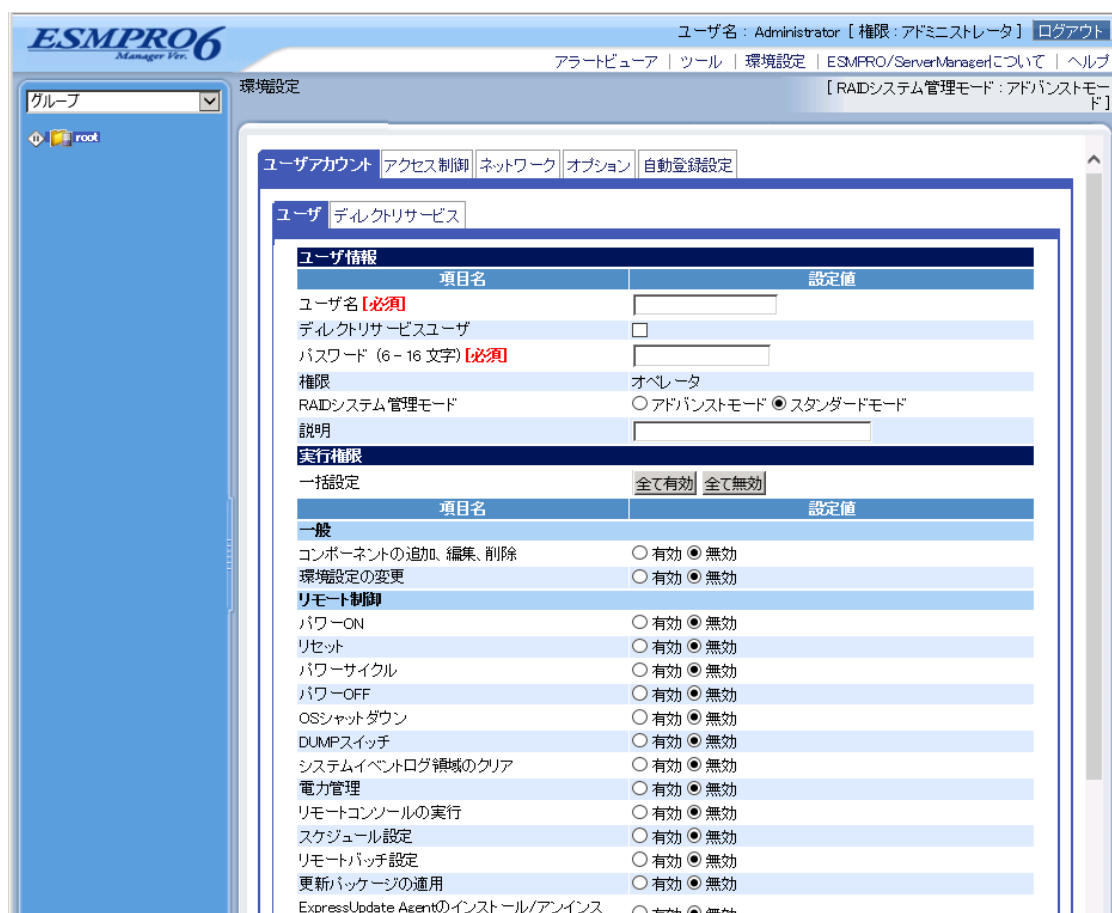 ESMPRO6
Manager Ver.
ユーザ名 : Administrator [ 権限 : アドミニストレータ ] ログアウト
アラートビューア | ツール | 環境設定 | ESMPRO/ServerManagerについて | ヘルプ
グループ
root
環境設定
[ RAIDシステム管理モード : アドバンストモード ]
ユーザアカウント アクセス制御 ネットワーク オプション 自動登録設定
ユーザ ディレクトリサービス
ユーザ情報
項目名 設定値
ユーザ名 [必須]
ディレクトリサービスユーザ
パスワード (6 - 16 文字) [必須]
権限 オペレータ
RAIDシステム管理モード アドバンストモード スタンダードモード
説明
実行権限
一括設定 全て有効 全て無効
項目名 設定値
一般
コンポーネントの追加、編集、削除 有効 無効
環境設定の変更 有効 無効
リモート制御
パワーON 有効 無効
リセット 有効 無効
パワーサイクル 有効 無効
パワーOFF 有効 無効
OSシャットダウン 有効 無効
DUMPスイッチ 有効 無効
システムイベントログ領域のクリア 有効 無効
電力管理 有効 無効
リモートコンソールの実行 有効 無効
スケジュール設定 有効 無効
リモートバッチ設定 有効 無効
更新パッケージの適用 有効 無効
ExpressUpdate Agentのインストール/アンインス 有効 無効